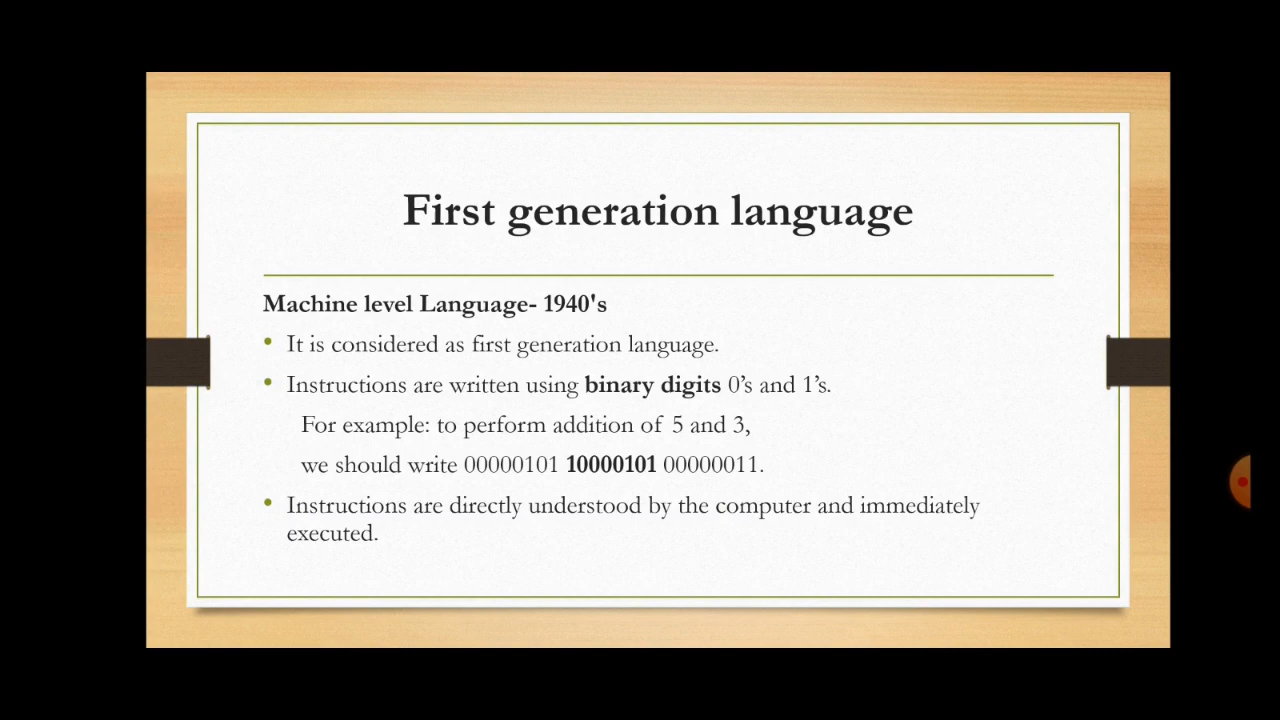 First generation language
Machine level Language- 1940's
• It is considered as first generation language.
• Instructions are written using binary digits 0’s and 1’s.
For example: to perform addition of 5 and 3,
we should write 00000101 10000101 00000011.
• Instructions are directly understood by the computer and immediately
executed.